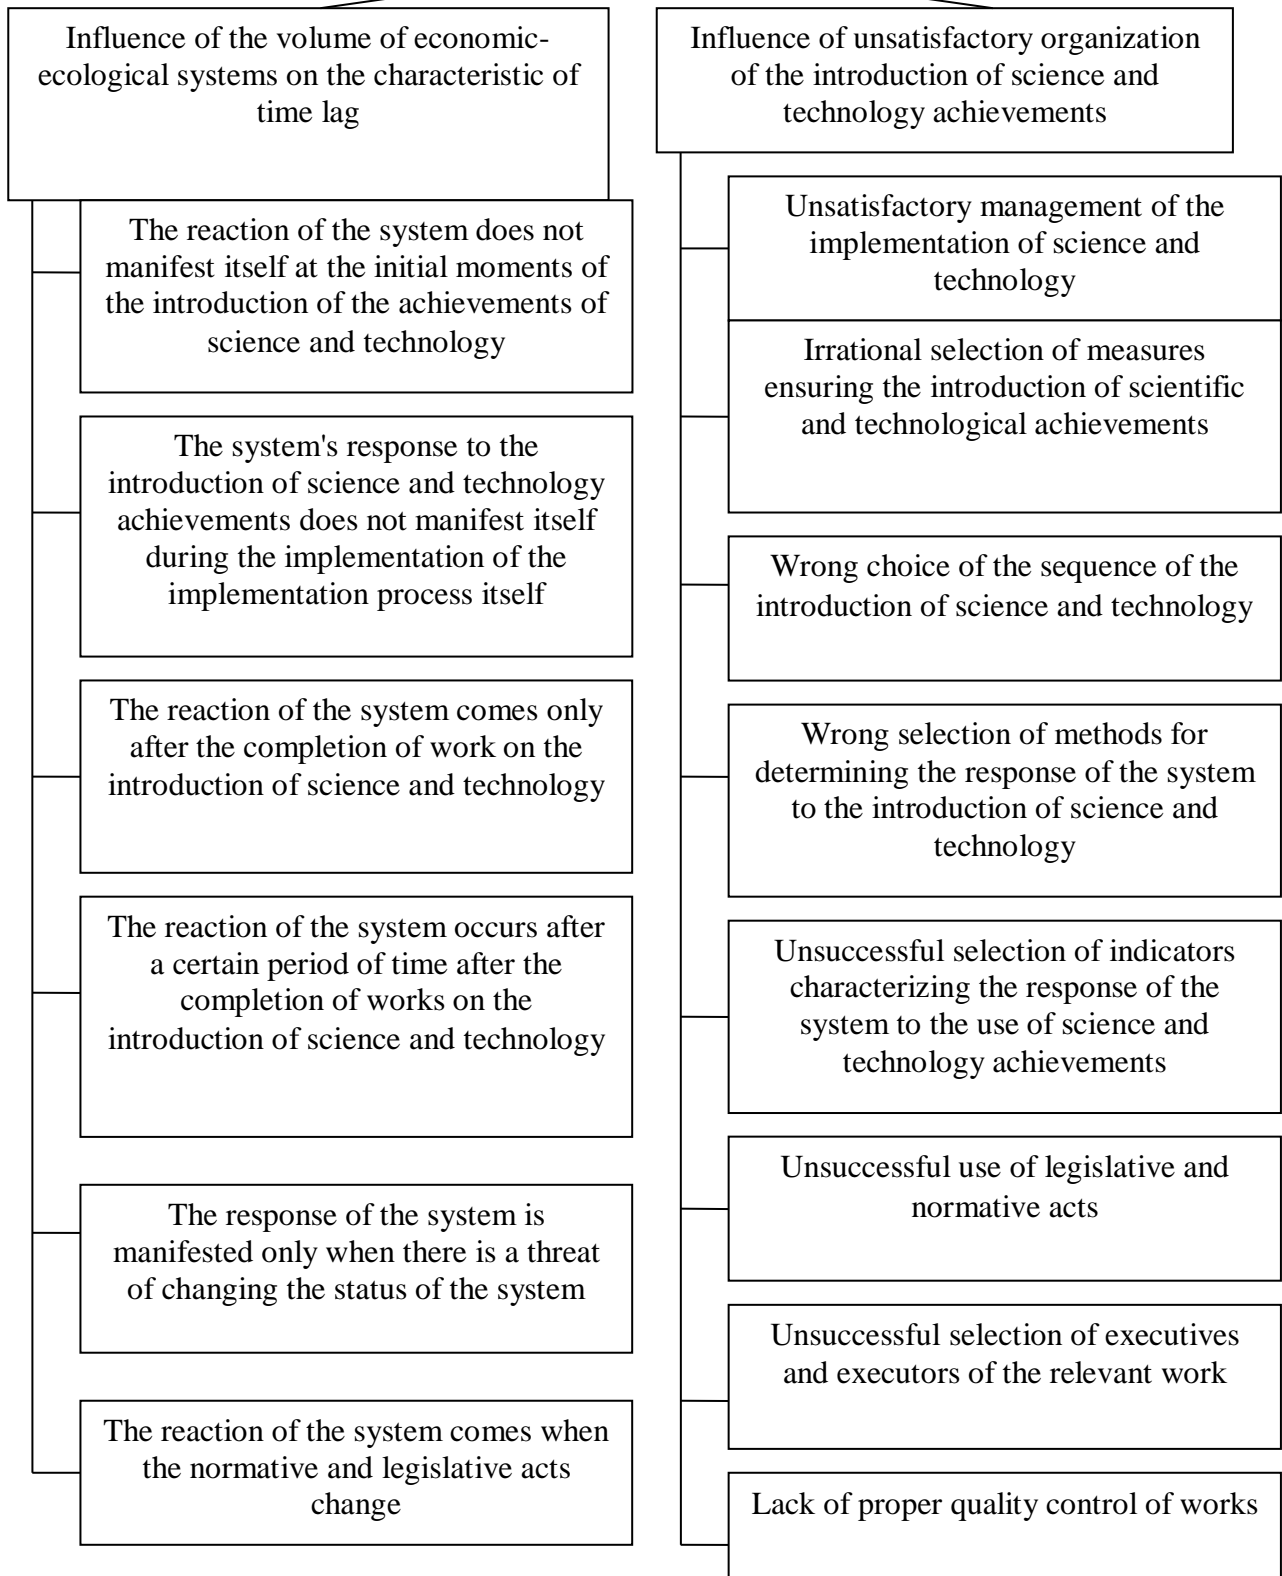 Influence of the volume of economic-
ecological systems on the characteristic of
time lag
The reaction of the system does not
manifest itself at the initial moments of
the introduction of the achievements of
science and technology
The system's response to the
introduction of science and technology
achievements does not manifest itself
during the implementation of the
implementation process itself
The reaction of the system comes only
after the completion of work on the
introduction of science and technology
The reaction of the system occurs after
a certain period of time after the
completion of works on the
introduction of science and technology
The response of the system is
manifested only when there is a threat
of changing the status of the system
The reaction of the system comes when
the normative and legislative acts
change
Influence of unsatisfactory organization
of the introduction of science and
technology achievements
Unsatisfactory management of the
implementation of science and
technology
Irrational selection of measures
ensuring the introduction of scientific
and technological achievements
Wrong choice of the sequence of the
introduction of science and technology
Wrong selection of methods for
determining the response of the system
to the introduction of science and
technology
Unsuccessful selection of indicators
characterizing the response of the
system to the use of science and
technology achievements
Unsuccessful use of legislative and
normative acts
Unsuccessful selection of executives
and executors of the relevant work
Lack of proper quality control of works